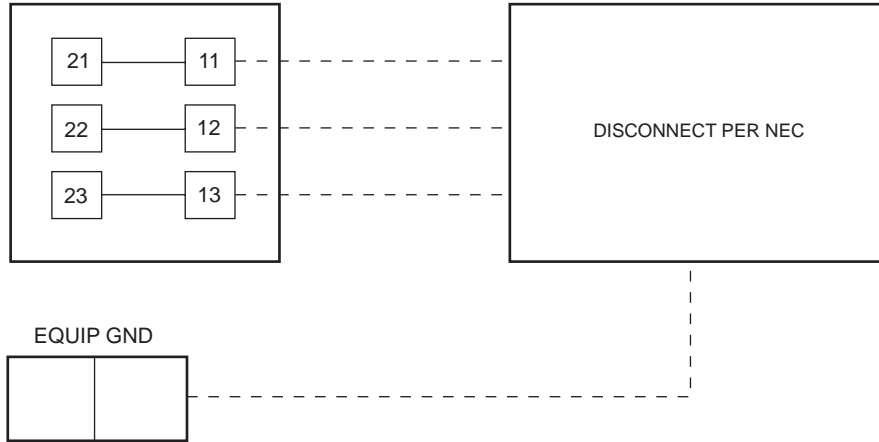 21 11
22 12
23 13
DISCONNECT PER NEC
EQUIP GND